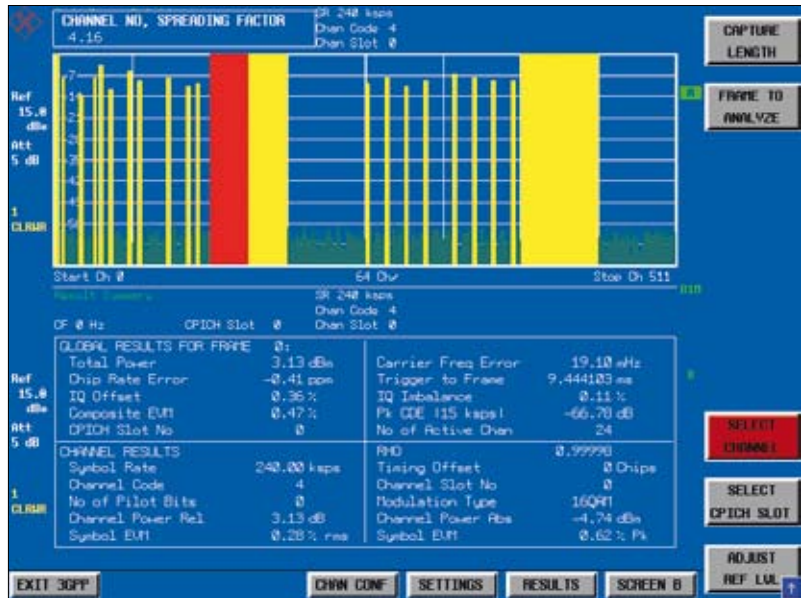 CHANNEL NO, SPREADING FACTOR
4.16
SR 240 ksps
Chan Code 4
Chan Slot 0
CAPTURE LENGTH
FRAME TO ANALYZE
Ref
15.0
dBm
Att
5 dB
1
CLRWR
-7
A
Start Ch 0
64 Ch/
Stop Ch 511
Result Summary
SR 240 ksps
Chan Code 4
CF 0 Hz
CPICH Slot 0
Chan Slot 0
GLOBAL RESULTS FOR FRAME 0:
Total Power 3.13 dBm
Carrier Freq Error 19.10 mHz
Chip Rate Error -0.41 ppm
Trigger to Frame 9.444103 ms
IQ Offset 0.36 %
IQ Imbalance 0.11 %
Composite EVM 0.47 %
Pk CDE (15 ksps) -66.78 dB
CPICH Slot No 0
No of Active Chan 24
CHANNEL RESULTS
RHO 0.99998
Symbol Rate 240.00 ksps
Timing Offset 0 Chips
Channel Code 4
Channel Slot No 0
No of Pilot Bits 0
Modulation Type 16QAM
Channel Power Rel 3.13 dB
Channel Power Abs -4.74 dBm
Symbol EVM 0.28 % rms
Symbol EVM 0.62 % Pk
Ref
15.0
dBm
Att
5 dB
1
CLRWR
B
SELECT CHANNEL
SELECT CPICH SLOT
ADJUST REF LVL
EXIT 3GPP
CHAN CONF
SETTINGS
RESULTS
SCREEN B